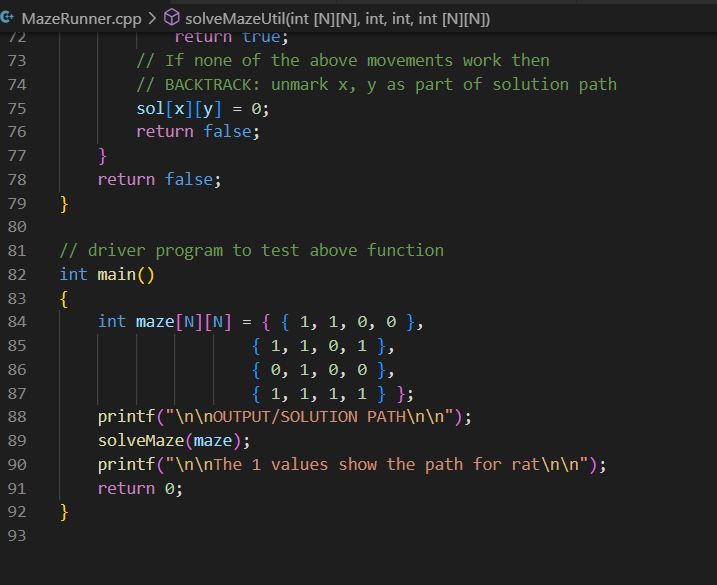 MazeRunner.cpp > solveMazeUtil(int [N][N], int, int, int [N][N])
72 return true;
73 // If none of the above movements work then
74 // BACKTRACK: unmark x, y as part of solution path
75 sol[x][y] = 0;
76 return false;
77 }
78 return false;
79 }
80
81 // driver program to test above function
82 int main()
83 {
84 int maze[N][N] = { { 1, 1, 0, 0 },
85 { 1, 1, 0, 1 },
86 { 0, 1, 0, 0 },
87 { 1, 1, 1, 1 } };
88 printf("\n\nOUTPUT/SOLUTION PATH\n\n");
89 solveMaze(maze);
90 printf("\n\nThe 1 values show the path for rat\n\n");
91 return 0;
92 }
93